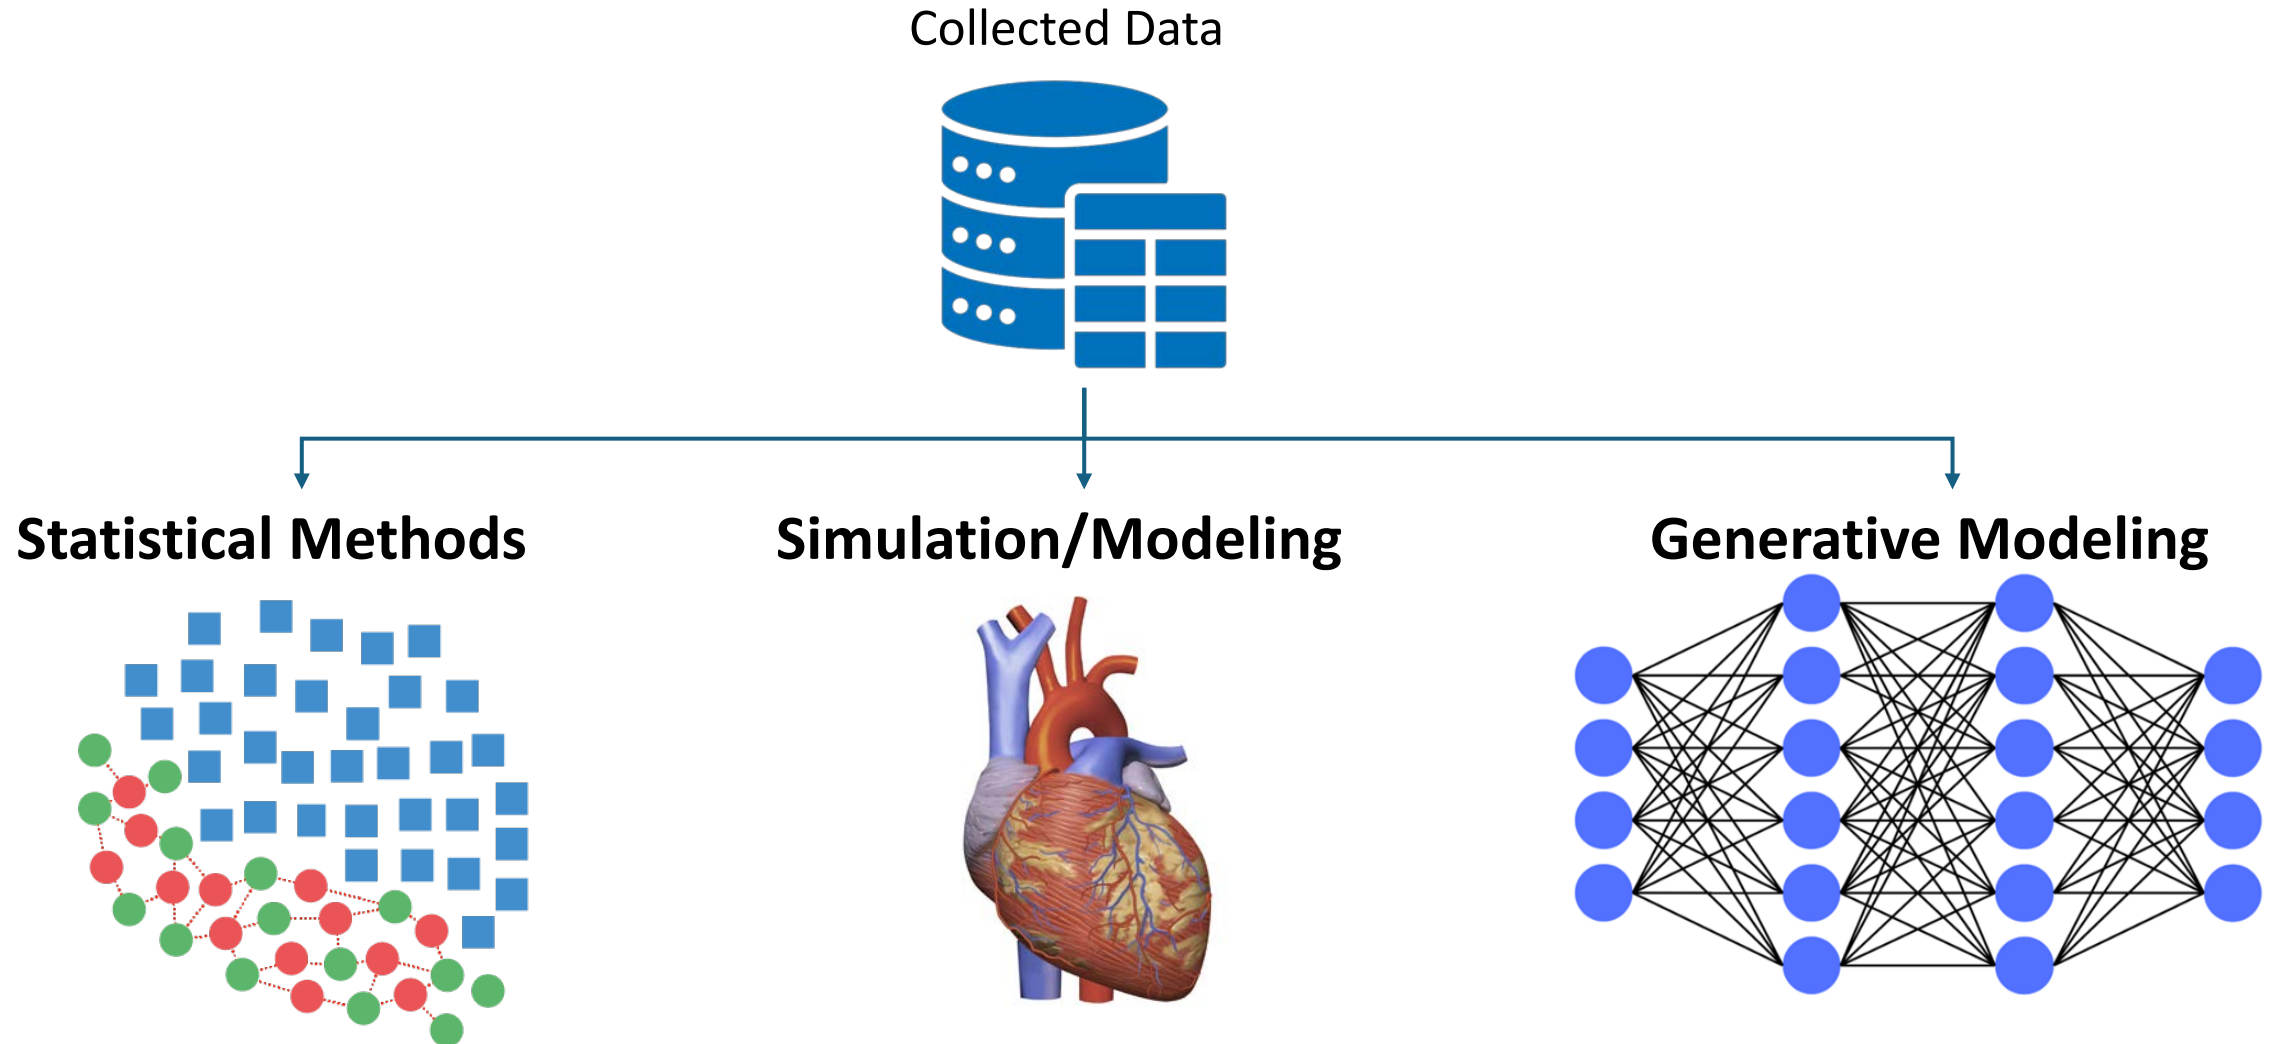 Collected Data
Statistical Methods
Simulation/Modeling
Generative Modeling